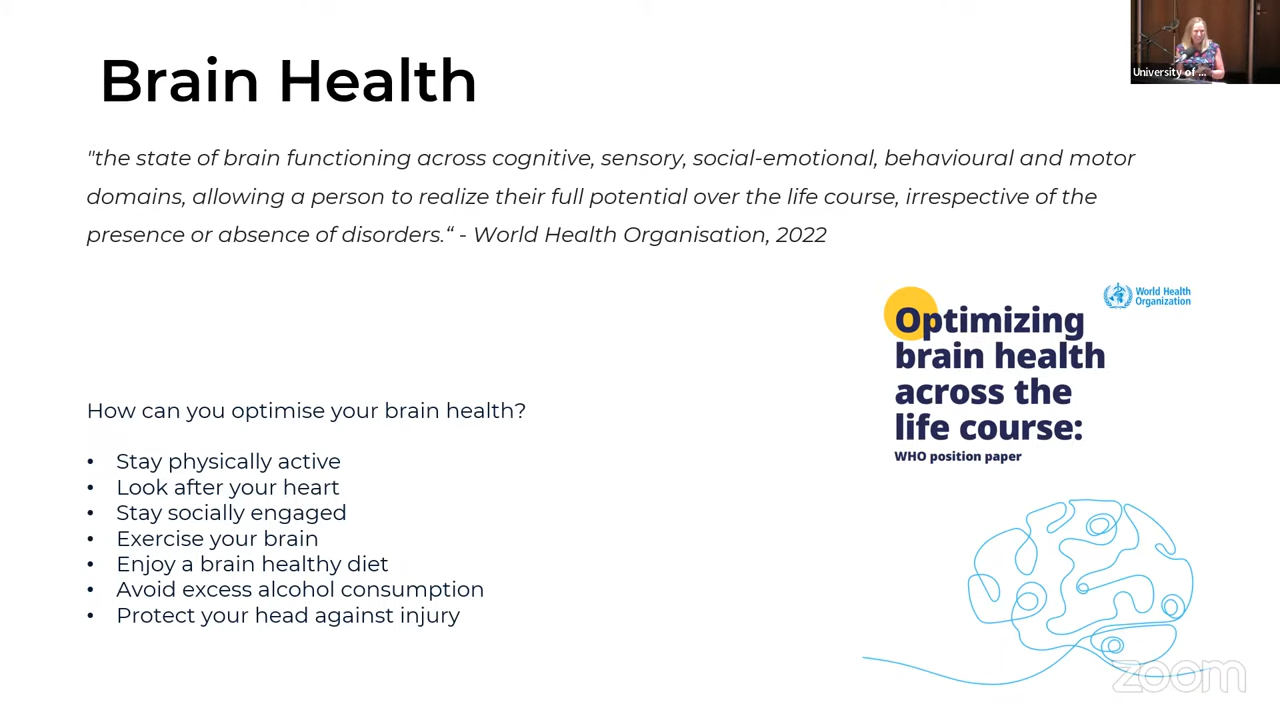 Brain Health
University of ...
"the state of brain functioning across cognitive, sensory, social-emotional, behavioural and motor
domains, allowing a person to realize their full potential over the life course, irrespective of the
presence or absence of disorders.“ - World Health Organisation, 2022
World Health
Organization
Optimizing
brain health
across the
life course:
WHO position paper
How can you optimise your brain health?
• Stay physically active
• Look after your heart
• Stay socially engaged
• Exercise your brain
• Enjoy a brain healthy diet
• Avoid excess alcohol consumption
• Protect your head against injury
zoom